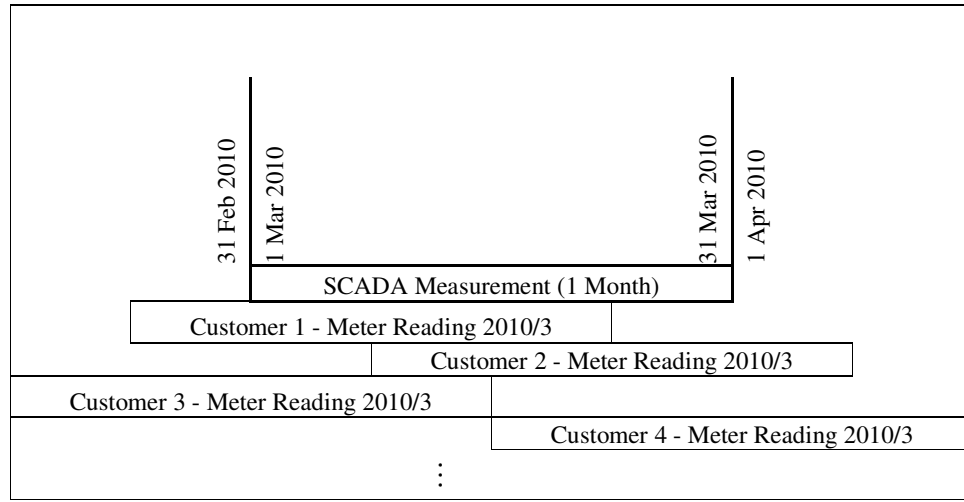 31 Feb 2010
1 Mar 2010
31 Mar 2010
1 Apr 2010
SCADA Measurement (1 Month)
Customer 1 - Meter Reading 2010/3
Customer 2 - Meter Reading 2010/3
Customer 3 - Meter Reading 2010/3
Customer 4 - Meter Reading 2010/3
⋮